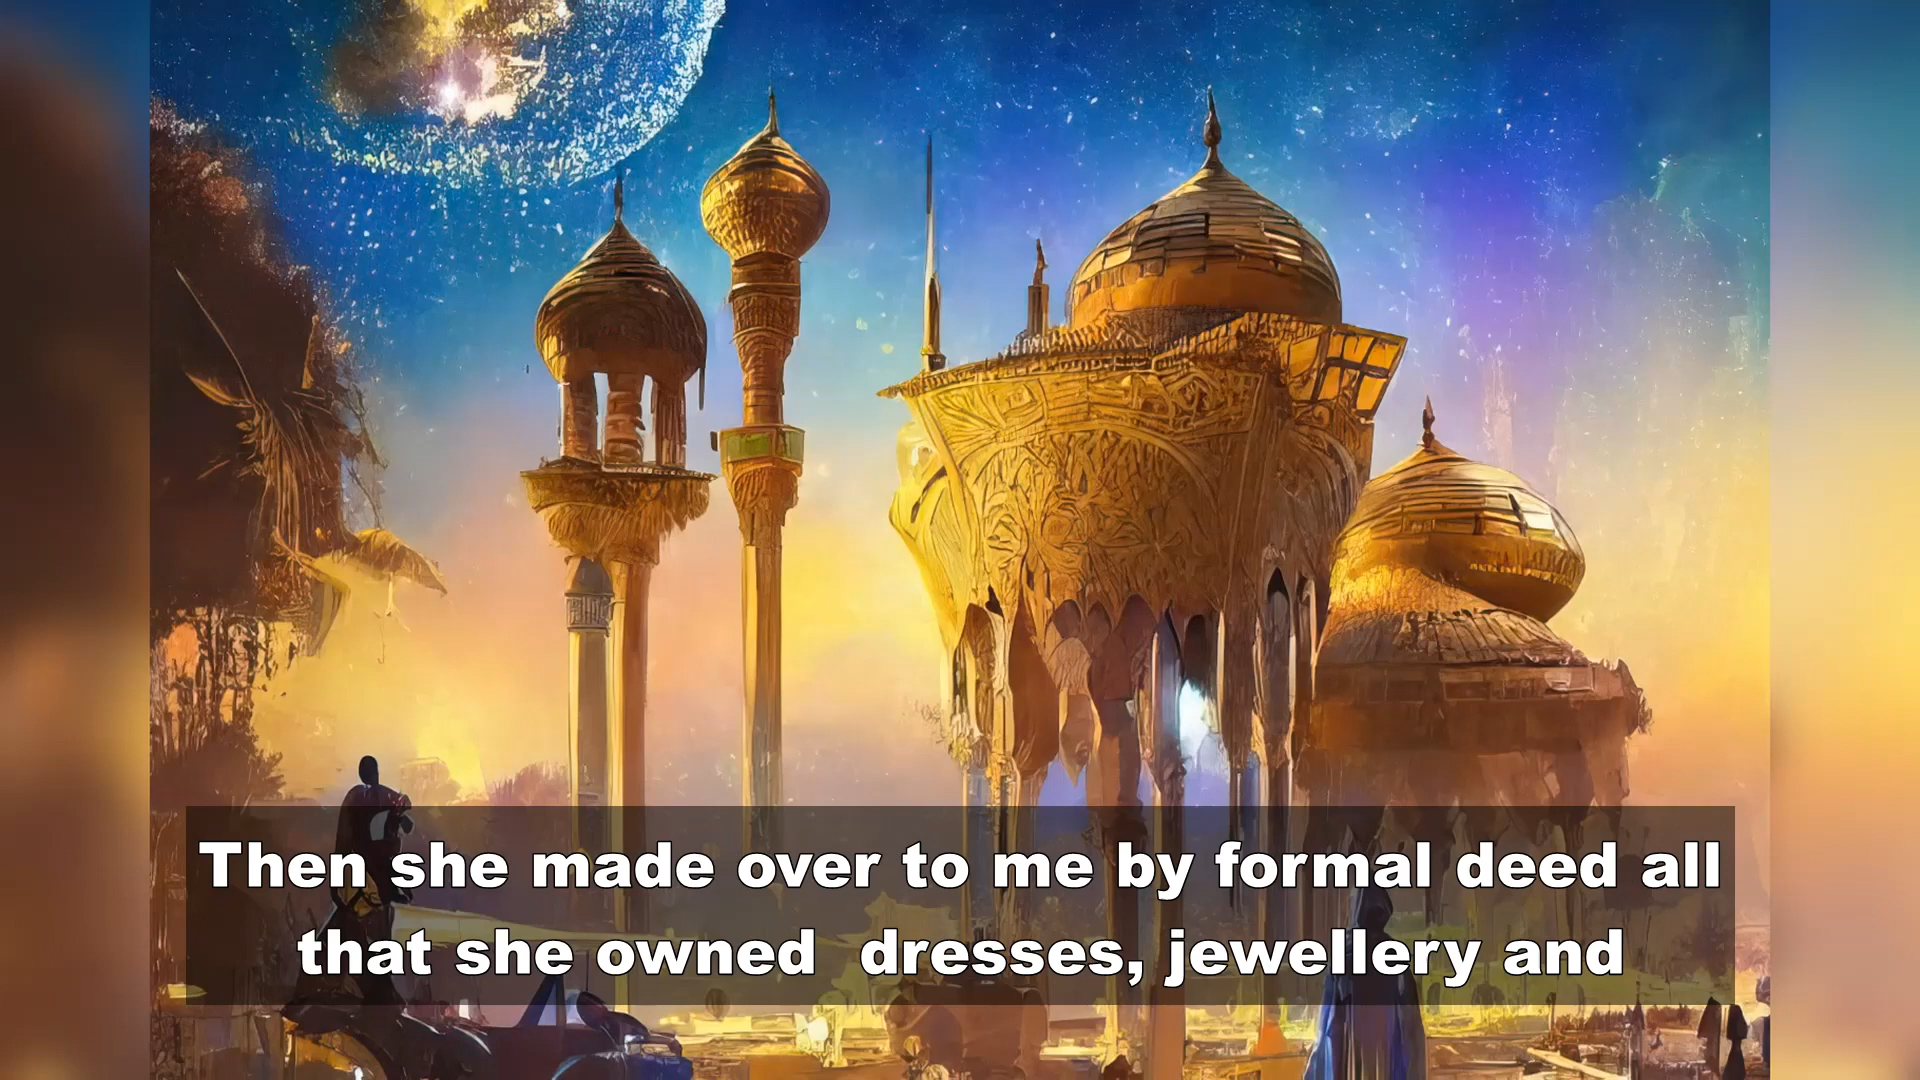 Then she made over to me by formal deed all
that she owned  dresses, jewellery and